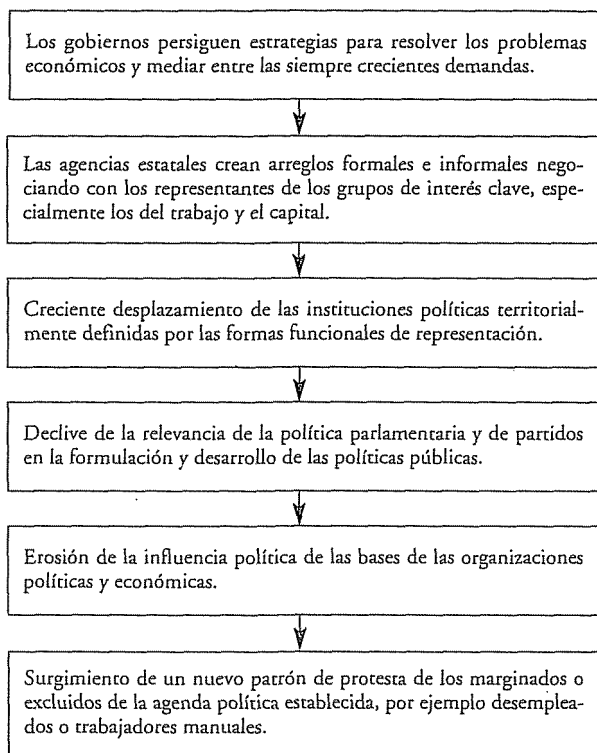 Los gobiernos persiguen estrategias para resolver los problemas
económicos y mediar entre las siempre crecientes demandas.
Las agencias estatales crean arreglos formales e informales nego-
ciando con los representantes de los grupos de interés clave, espe-
cialmente los del trabajo y el capital.
Creciente desplazamiento de las instituciones políticas territorial-
mente definidas por las formas funcionales de representación.
Declive de la relevancia de la política parlamentaria y de partidos
en la formulación y desarrollo de las políticas públicas.
Erosión de la influencia política de las bases de las organizaciones
políticas y económicas.
Surgimiento de un nuevo patrón de protesta de los marginados o
excluidos de la agenda política establecida, por ejemplo desemplea-
dos o trabajadores manuales.